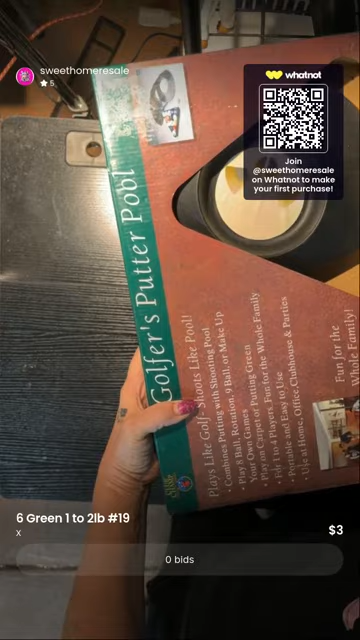 sweethomeresale
5
whatnot
Join
@sweethomeresale
on Whatnot to make
your first purchase!
Golfer's Putter Pool
Plays Like Golf - Shoots Like Pool!
• Combines Putting with Shooting Pool
• Play 8 Ball, Rotation, 9 Ball, or Make Up
Your Own Games
• Play on Carpet or Putting Green
• For 1 to 4 Players. Fun for the Whole Family
• Portable and Easy to Use
• Use at Home, Office, Clubhouse & Parties
Fun for the
Whole Family!
6 Green 1 to 2lb #19
X
$3
0 bids